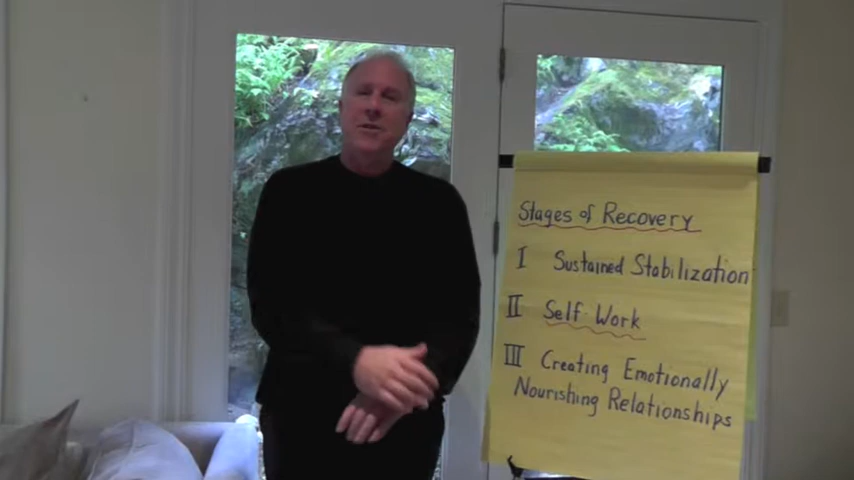 Stages of Recovery
I Sustained Stabilization
II Self Work
III Creating Emotionally
Nourishing Relationships